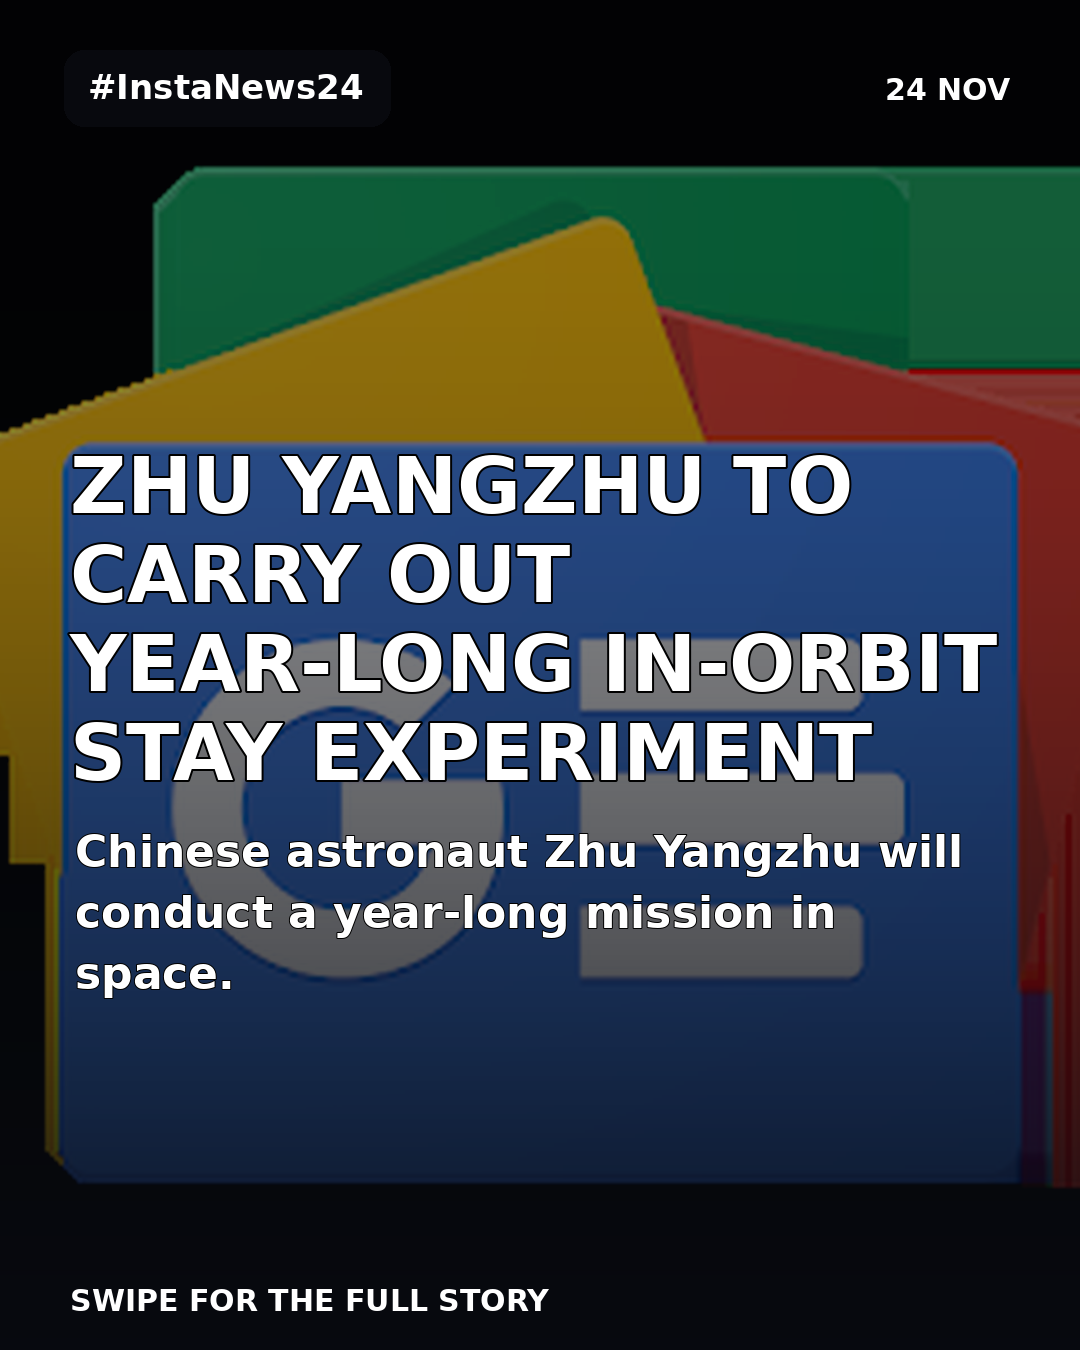 #InstaNews24
24 NOV
ZHU YANGZHU TO
CARRY OUT
YEAR-LONG IN-ORBIT
STAY EXPERIMENT
Chinese astronaut Zhu Yangzhu will
conduct a year-long mission in
space.
SWIPE FOR THE FULL STORY